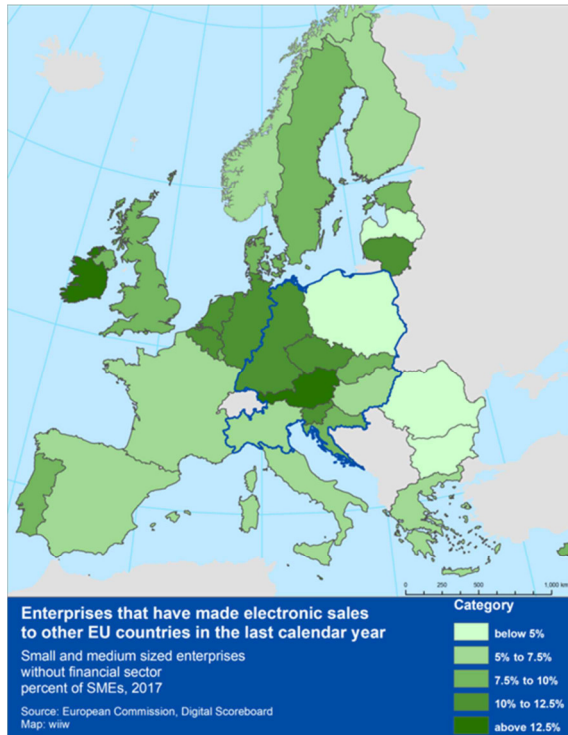 0 250 500 1,000 km
Enterprises that have made electronic sales
to other EU countries in the last calendar year
Small and medium sized enterprises
without financial sector
percent of SMEs, 2017
Source: European Commission, Digital Scoreboard
Map: wiiw
Category
below 5%
5% to 7.5%
7.5% to 10%
10% to 12.5%
above 12.5%